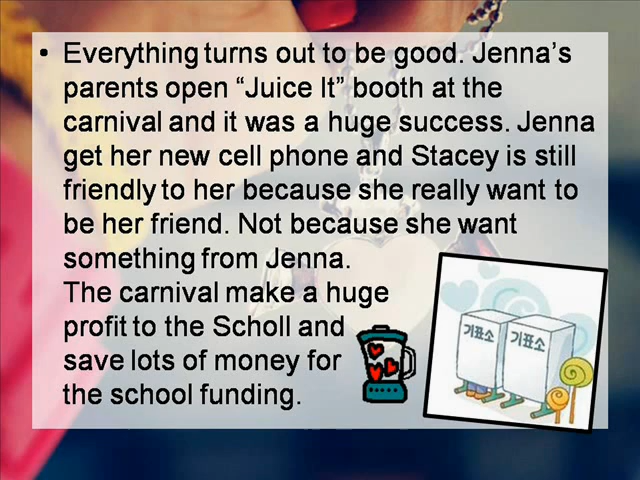 • Everything turns out to be good. Jenna’s
parents open “Juice It” booth at the
carnival and it was a huge success. Jenna
get her new cell phone and Stacey is still
friendly to her because she really want to
be her friend. Not because she want
something from Jenna.
The carnival make a huge
profit to the Scholl and
save lots of money for
the school funding.
기표소 기표소